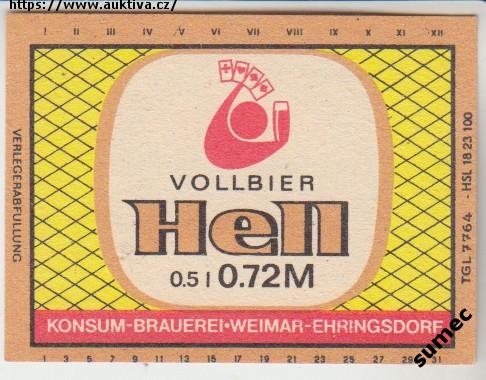 https://www.auktiva.cz/
I II III IV V VI VII VIII IX X XI XII
VERLEGERABFÜLLUNG
VOLLBIER
Hell
0.5 l 0.72M
TGL 7764 - HSL 18 23 100
KONSUM-BRAUEREI•WEIMAR-EHRINGSDORF
1 3 5 7 9 11 13 15 17 19 21 23 25 27 29 31
sumec